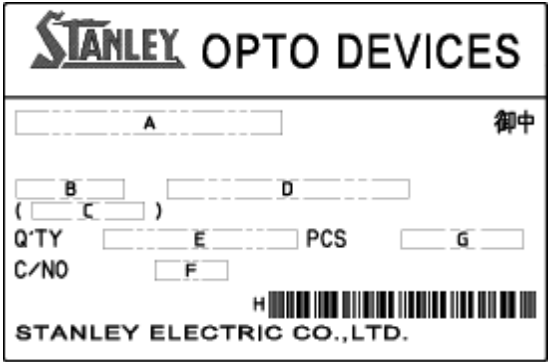 STANLEY OPTO DEVICES
A 御中
B D
( C )
Q'TY E PCS G
C/NO F
H
STANLEY ELECTRIC CO.,LTD.